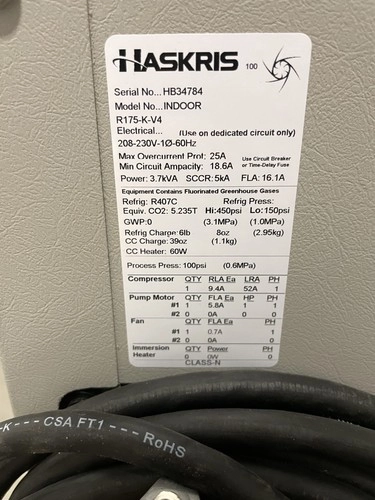 HASKRIS 100
Serial No... HB34784
Model No... INDOOR
R175-K-V4
Electrical... (Use on dedicated circuit only)
208-230V-1Ø-60Hz
Max Overcurrent Prot: 25A Use Circuit Breaker
Min Circuit Ampacity: 18.6A or Time-Delay Fuse
Power: 3.7kVA SCCR: 5kA FLA: 16.1A
Equipment Contains Fluorinated Greenhouse Gases
Refrig: R407C Refrig Press:
Equiv. CO2: 5.235T Hi:450psi Lo:150psi
GWP:0 (3.1MPa) (1.0MPa)
Refrig Charge:6lb 8oz (2.95kg)
CC Charge:39oz (1.1kg)
CC Heater: 60W
Process Press: 100psi (0.6MPa)
Compressor QTY RLA Ea LRA PH
1 9.4A 52A 1
Pump Motor QTY FLA Ea HP PH
#1 1 5.8A 1 1
#2 0 0A 0 0
Fan QTY FLA Ea PH
#1 1 0.7A 1
#2 0 0A 0
Immersion QTY Power PH
Heater 0 0W 0
CLASS-N
-K --- CSA FT1 --- RoHS